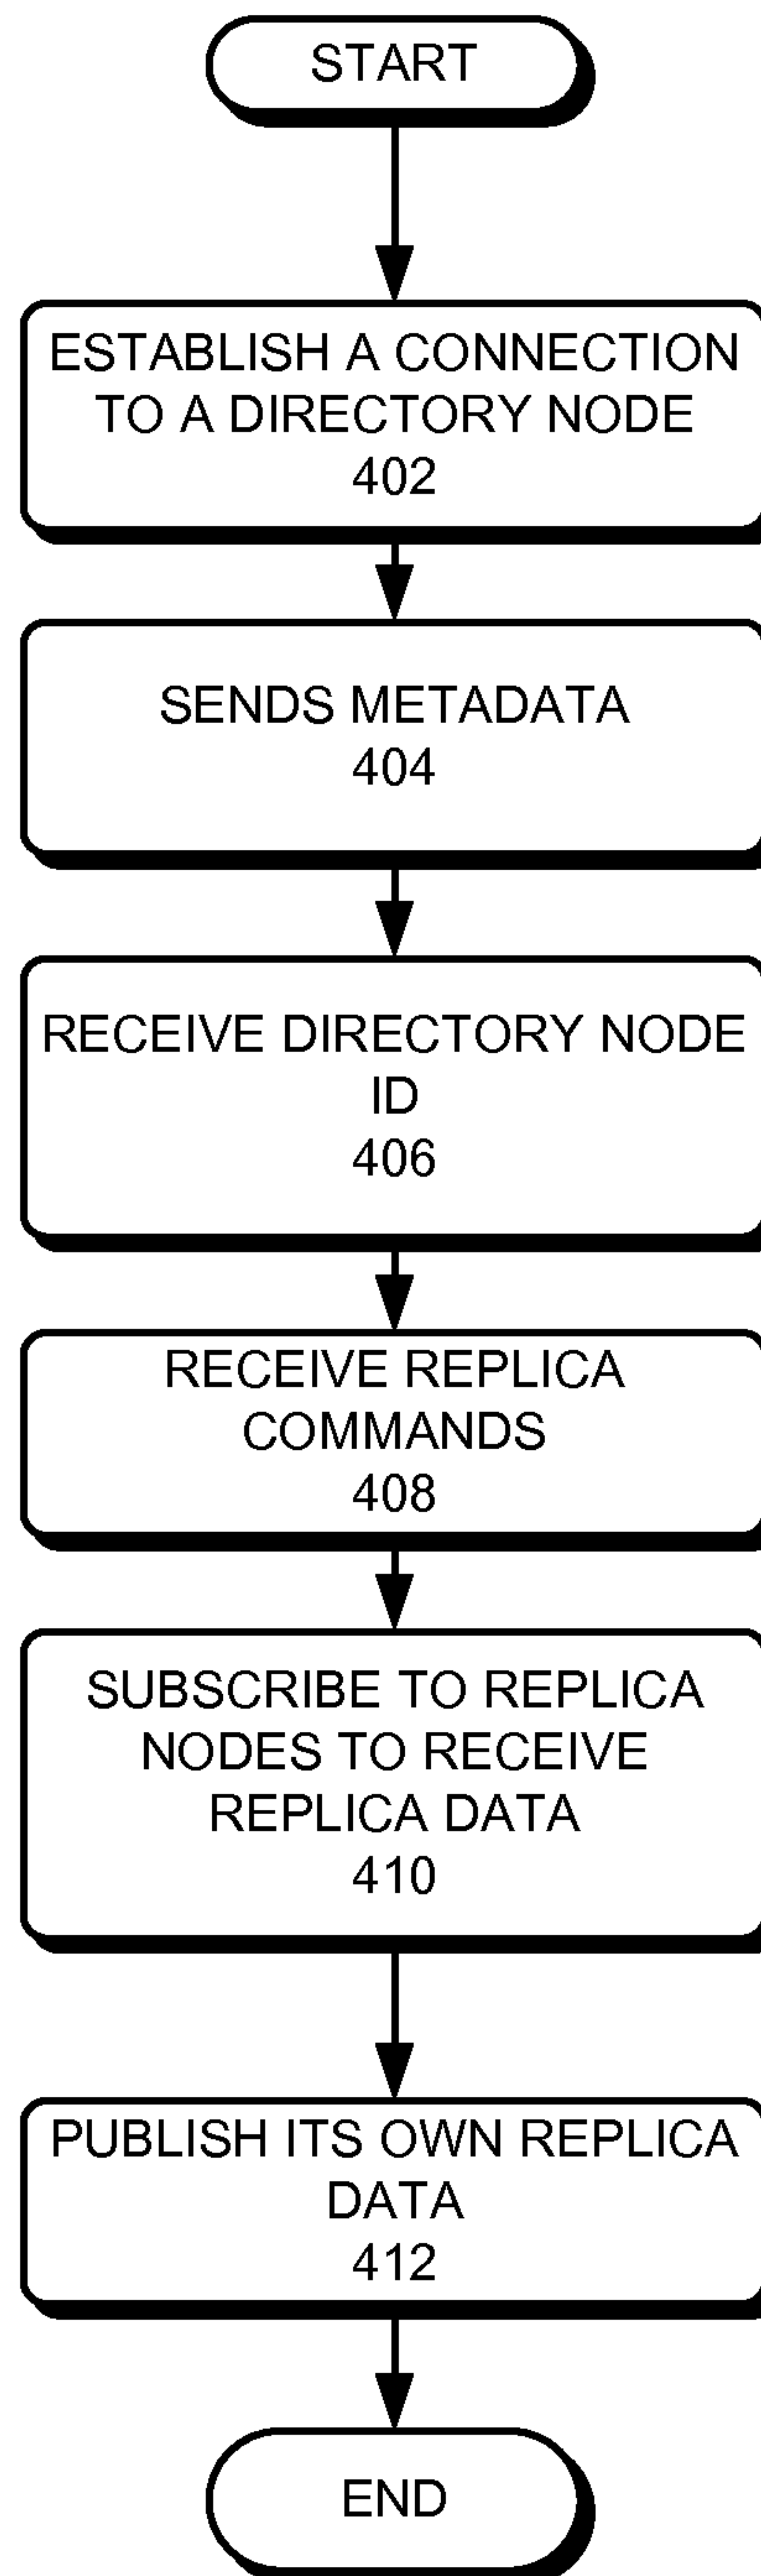 START
ESTABLISH A CONNECTION
TO A DIRECTORY NODE
402
SENDS METADATA
404
RECEIVE DIRECTORY NODE
ID
406
RECEIVE REPLICA
COMMANDS
408
SUBSCRIBE TO REPLICA
NODES TO RECEIVE
REPLICA DATA
410
PUBLISH ITS OWN REPLICA
DATA
412
END